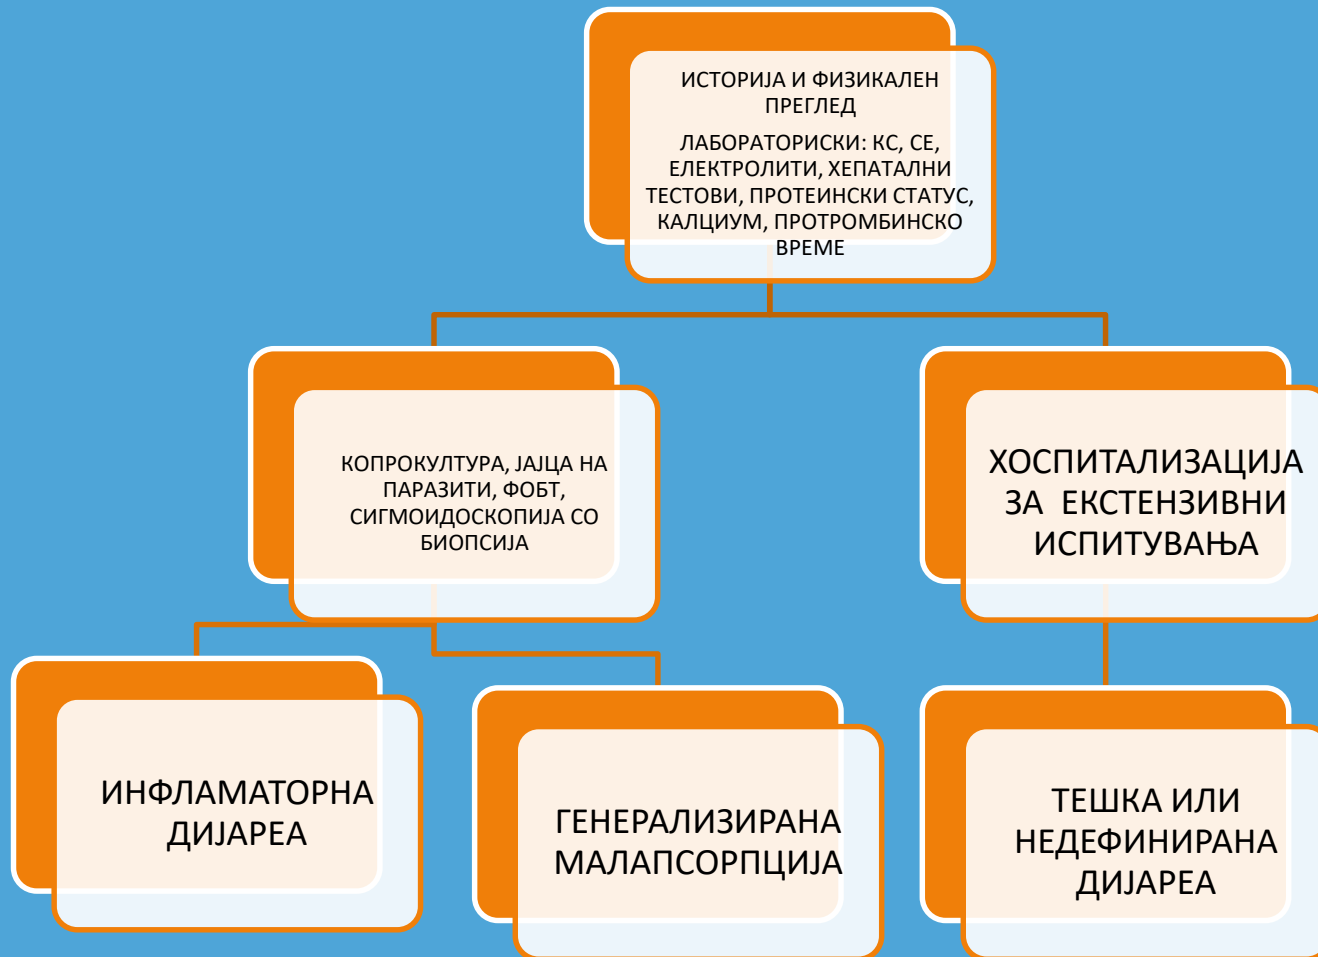 ИСТОРИЈА И ФИЗИКАЛЕН
ПРЕГЛЕД
ЛАБОРАТОРИСКИ: КС, СЕ,
ЕЛЕКТРОЛИТИ, ХЕПАТАЛНИ
ТЕСТОВИ, ПРОТЕИНСКИ СТАТУС,
КАЛЦИУМ, ПРОТРОМБИНСКО
ВРЕМЕ
КОПРОКУЛТУРА, ЈАЈЦА НА
ПАРАЗИТИ, ФОБТ,
СИГМОИДОСКОПИЈА СО
БИОПСИЈА
ХОСПИТАЛИЗАЦИЈА
ЗА ЕКСТЕНЗИВНИ
ИСПИТУВАЊА
ИНФЛАМАТОРНА
ДИЈАРЕА
ГЕНЕРАЛИЗИРАНА
МАЛАПСОРПЦИЈА
ТЕШКА ИЛИ
НЕДЕФИНИРАНА
ДИЈАРЕА